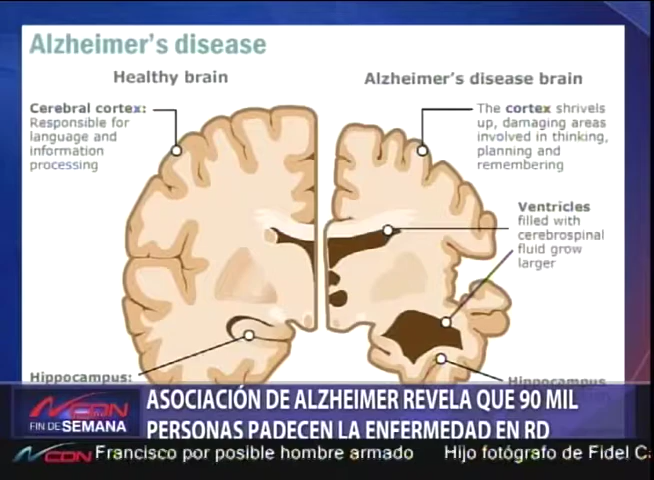 Alzheimer's disease
Healthy brain
Alzheimer's disease brain
Cerebral cortex:
Responsible for
language and
information
processing
The cortex shrivels
up, damaging areas
involved in thinking,
planning and
remembering
Ventricles
filled with
cerebrospinal
fluid grow
larger
Hippocampus:
Hippocampus
NCDN
FIN DE SEMANA
ASOCIACIÓN DE ALZHEIMER REVELA QUE 90 MIL
PERSONAS PADECEN LA ENFERMEDAD EN RD
NCDN Francisco por posible hombre armado Hijo fotógrafo de Fidel C